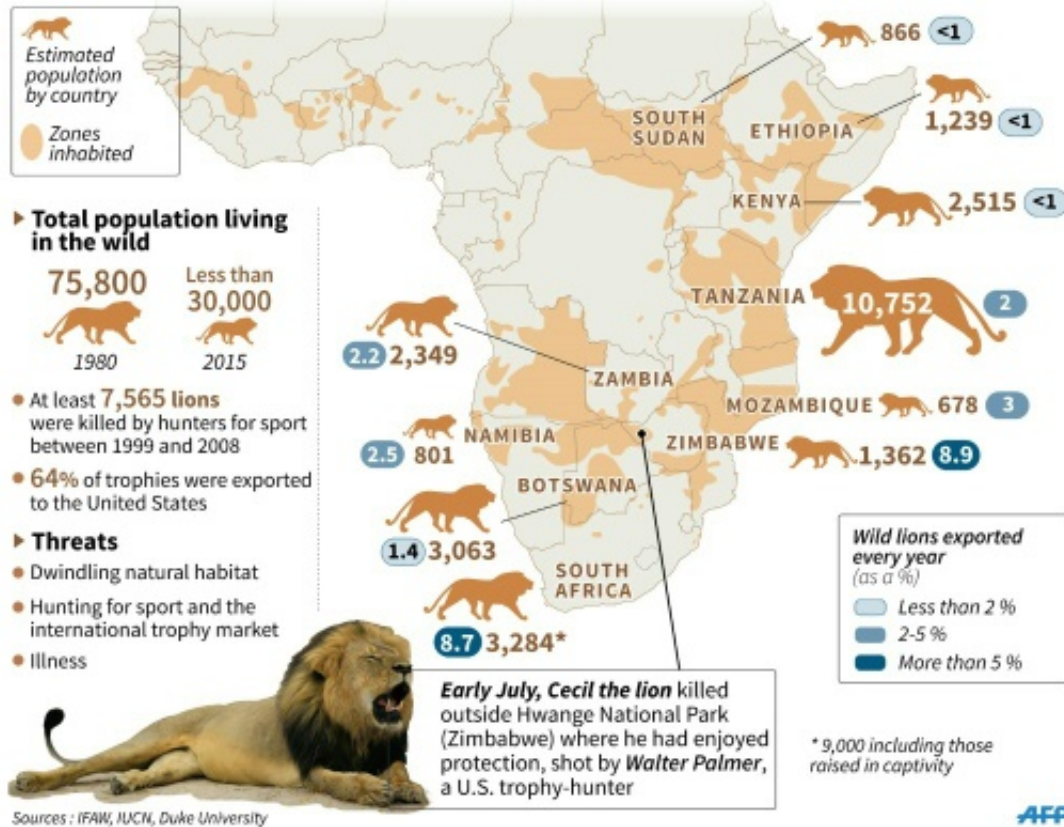 Estimated
population
by country
Zones
inhabited
Total population living
in the wild
75,800
1980
Less than
30,000
2015
At least 7,565 lions
were killed by hunters for sport
between 1999 and 2008
64% of trophies were exported
to the United States
Threats
Dwindling natural habitat
Hunting for sport and the
international trophy market
Illness
866 <1
SOUTH
SUDAN
ETHIOPIA
1,239 <1
KENYA
2,515 <1
TANZANIA
10,752 2
2.2 2,349
ZAMBIA
MOZAMBIQUE 678 3
NAMIBIA
2.5 801
ZIMBABWE 1,362 8.9
BOTSWANA
1.4 3,063
SOUTH
AFRICA
8.7 3,284*
Wild lions exported
every year
(as a %)
Less than 2 %
2-5 %
More than 5 %
Early July, Cecil the lion killed
outside Hwange National Park
(Zimbabwe) where he had enjoyed
protection, shot by Walter Palmer,
a U.S. trophy-hunter
* 9,000 including those
raised in captivity
Sources : IFAW, IUCN, Duke University
AFP